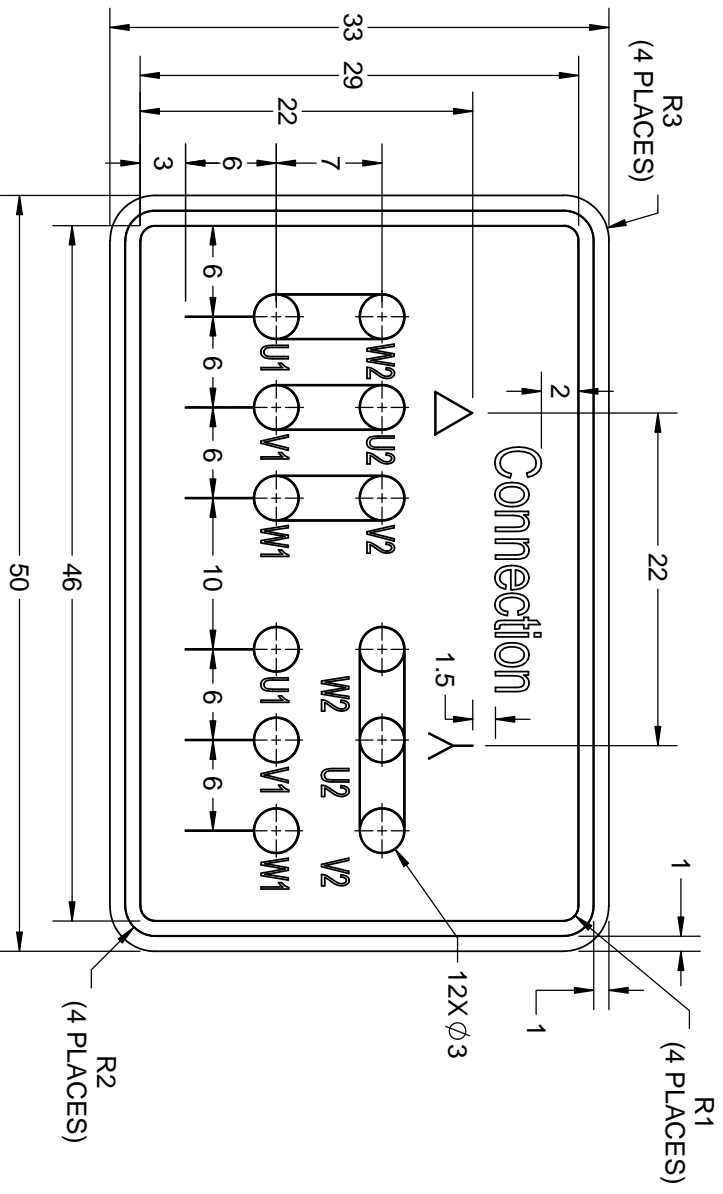 R1
(4 PLACES)
R3
(4 PLACES)
1
22
2
1
Connection
12X Ø3
1.5
W2 U2 V2
33
29
22
7
6
3
W2 U2 V2
U1 V1 W1 U1 V1 W1
6 6 6 10 6 6
R2
(4 PLACES)
46
50